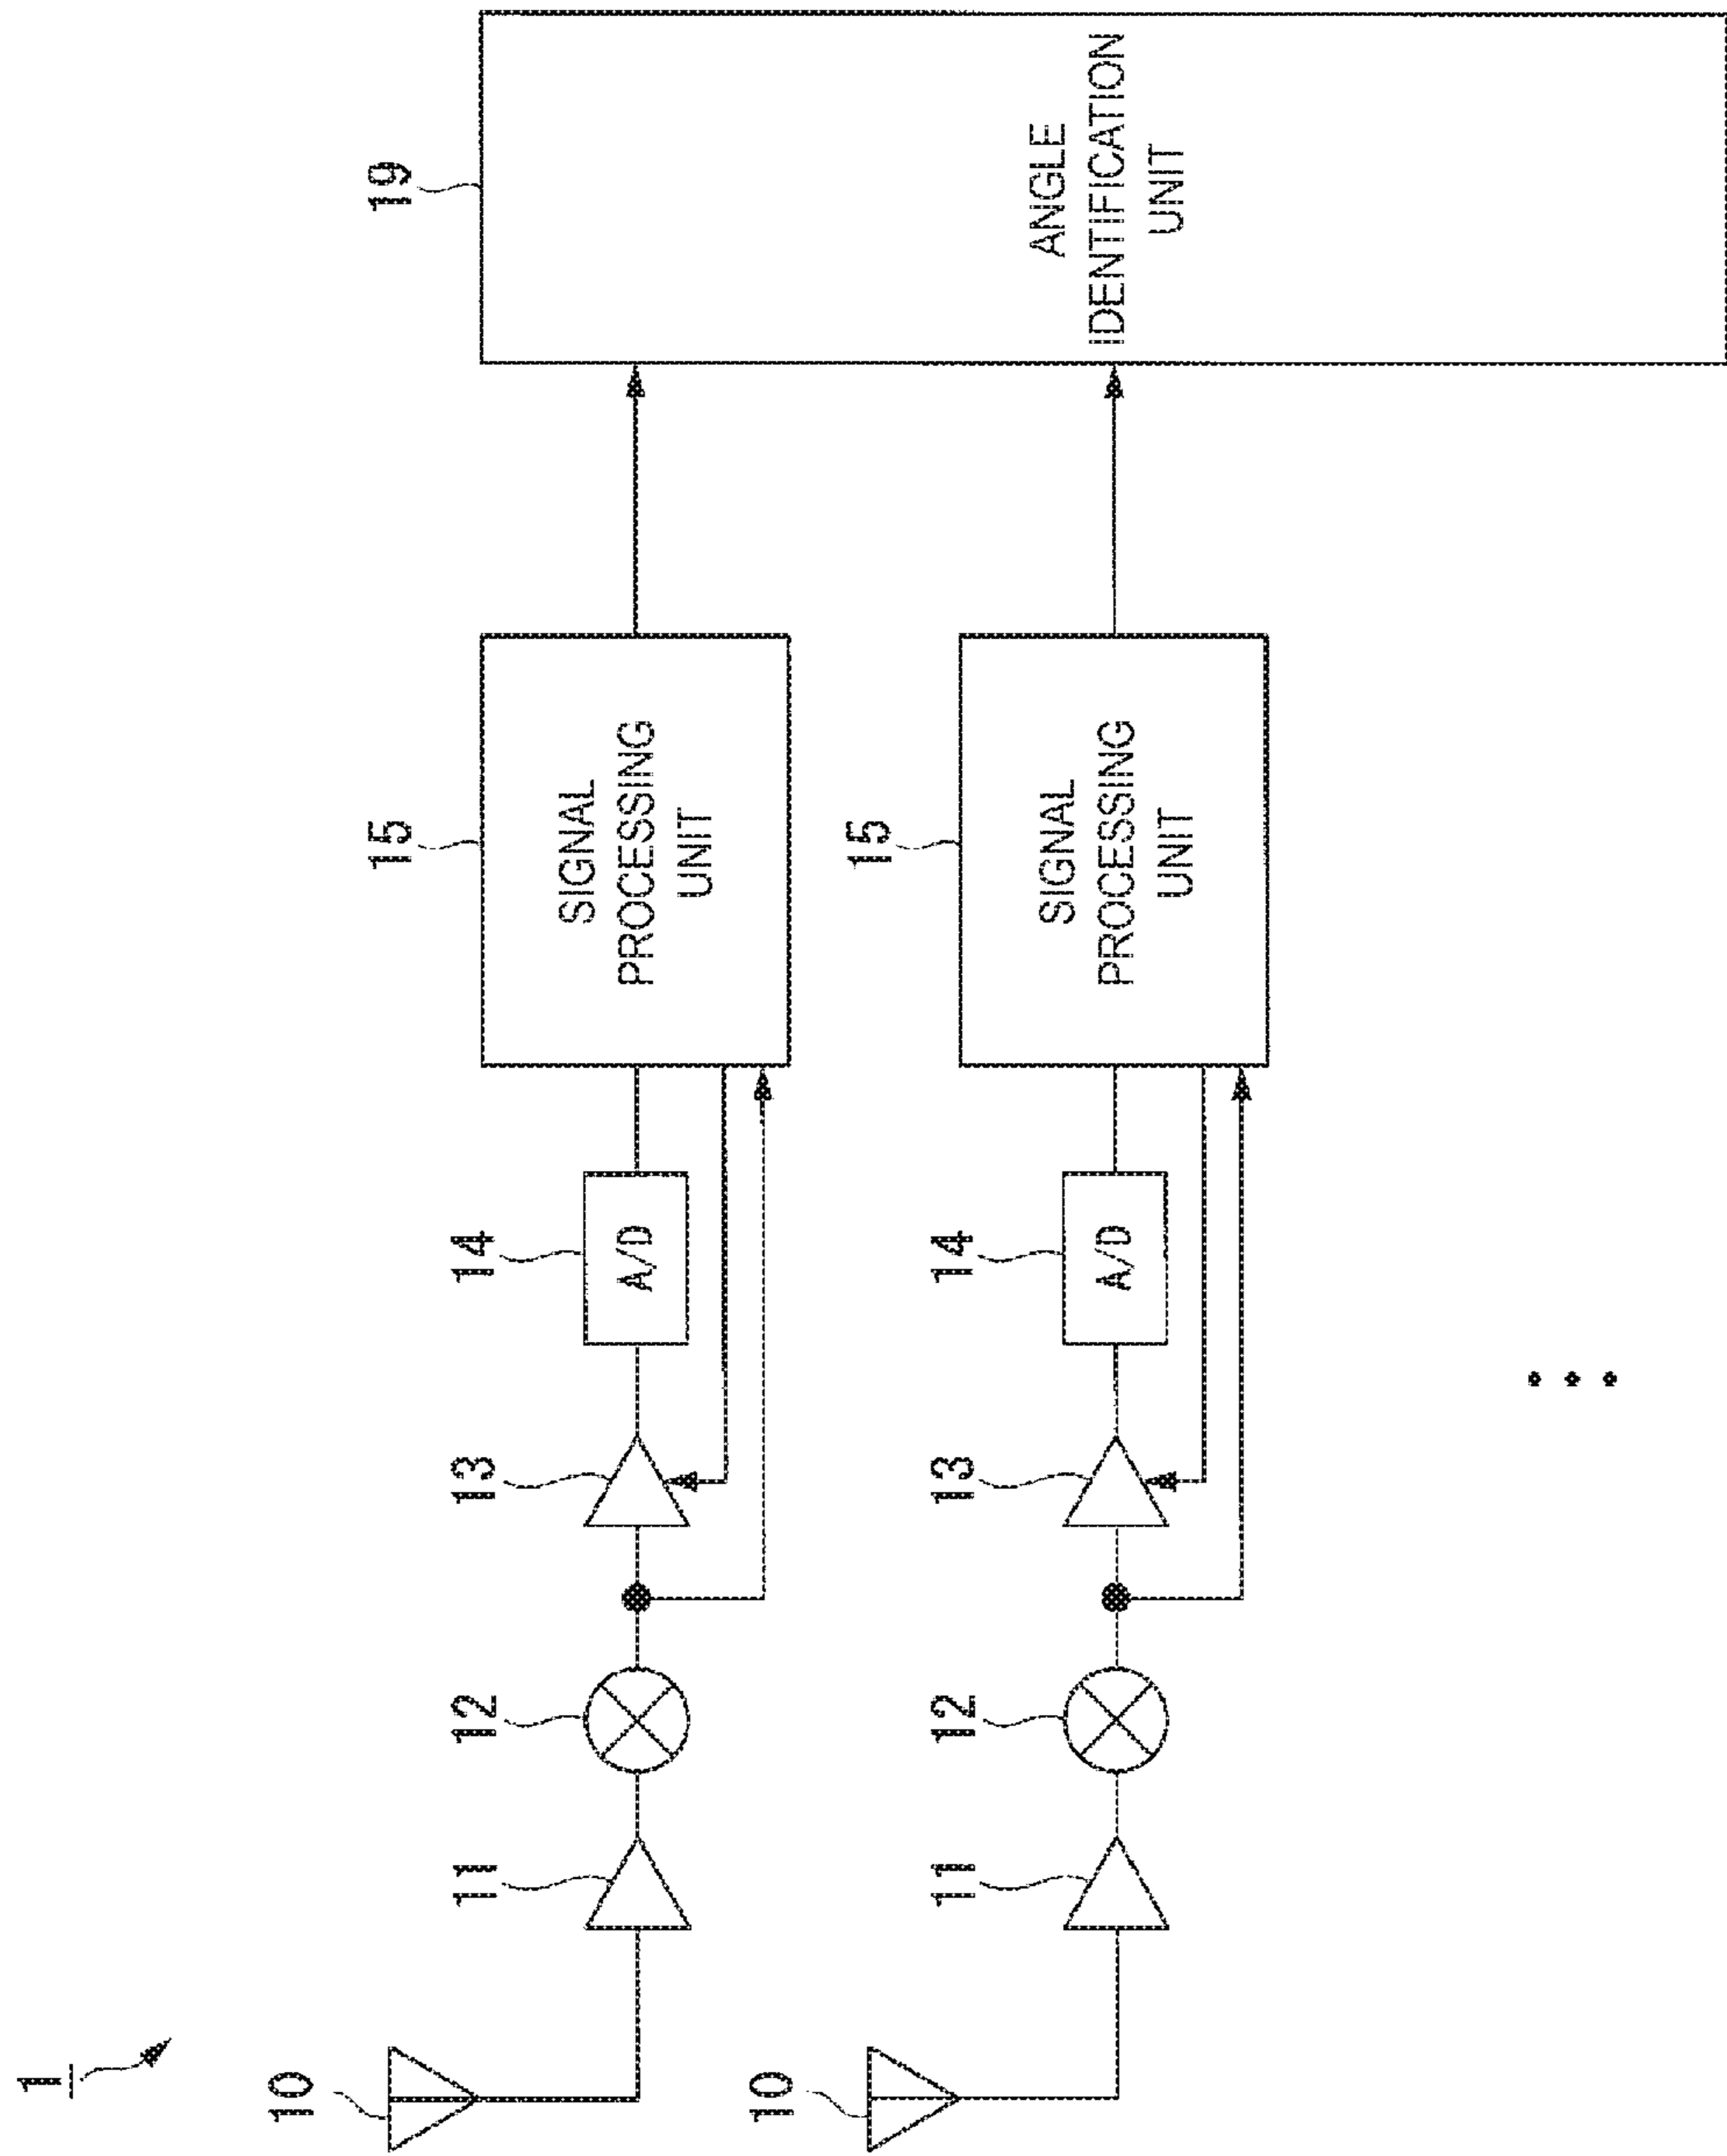 1
10
11
12
13
14
A/D
15
SIGNAL
PROCESSING
UNIT
19
ANGLE
IDENTIFICATION
UNIT
10
11
12
13
14
A/D
15
SIGNAL
PROCESSING
UNIT